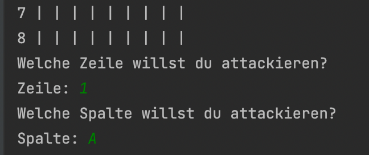 7 | | | | | | | | |
8 | | | | | | | | |
Welche Zeile willst du attackieren?
Zeile: 1
Welche Spalte willst du attackieren?
Spalte: A